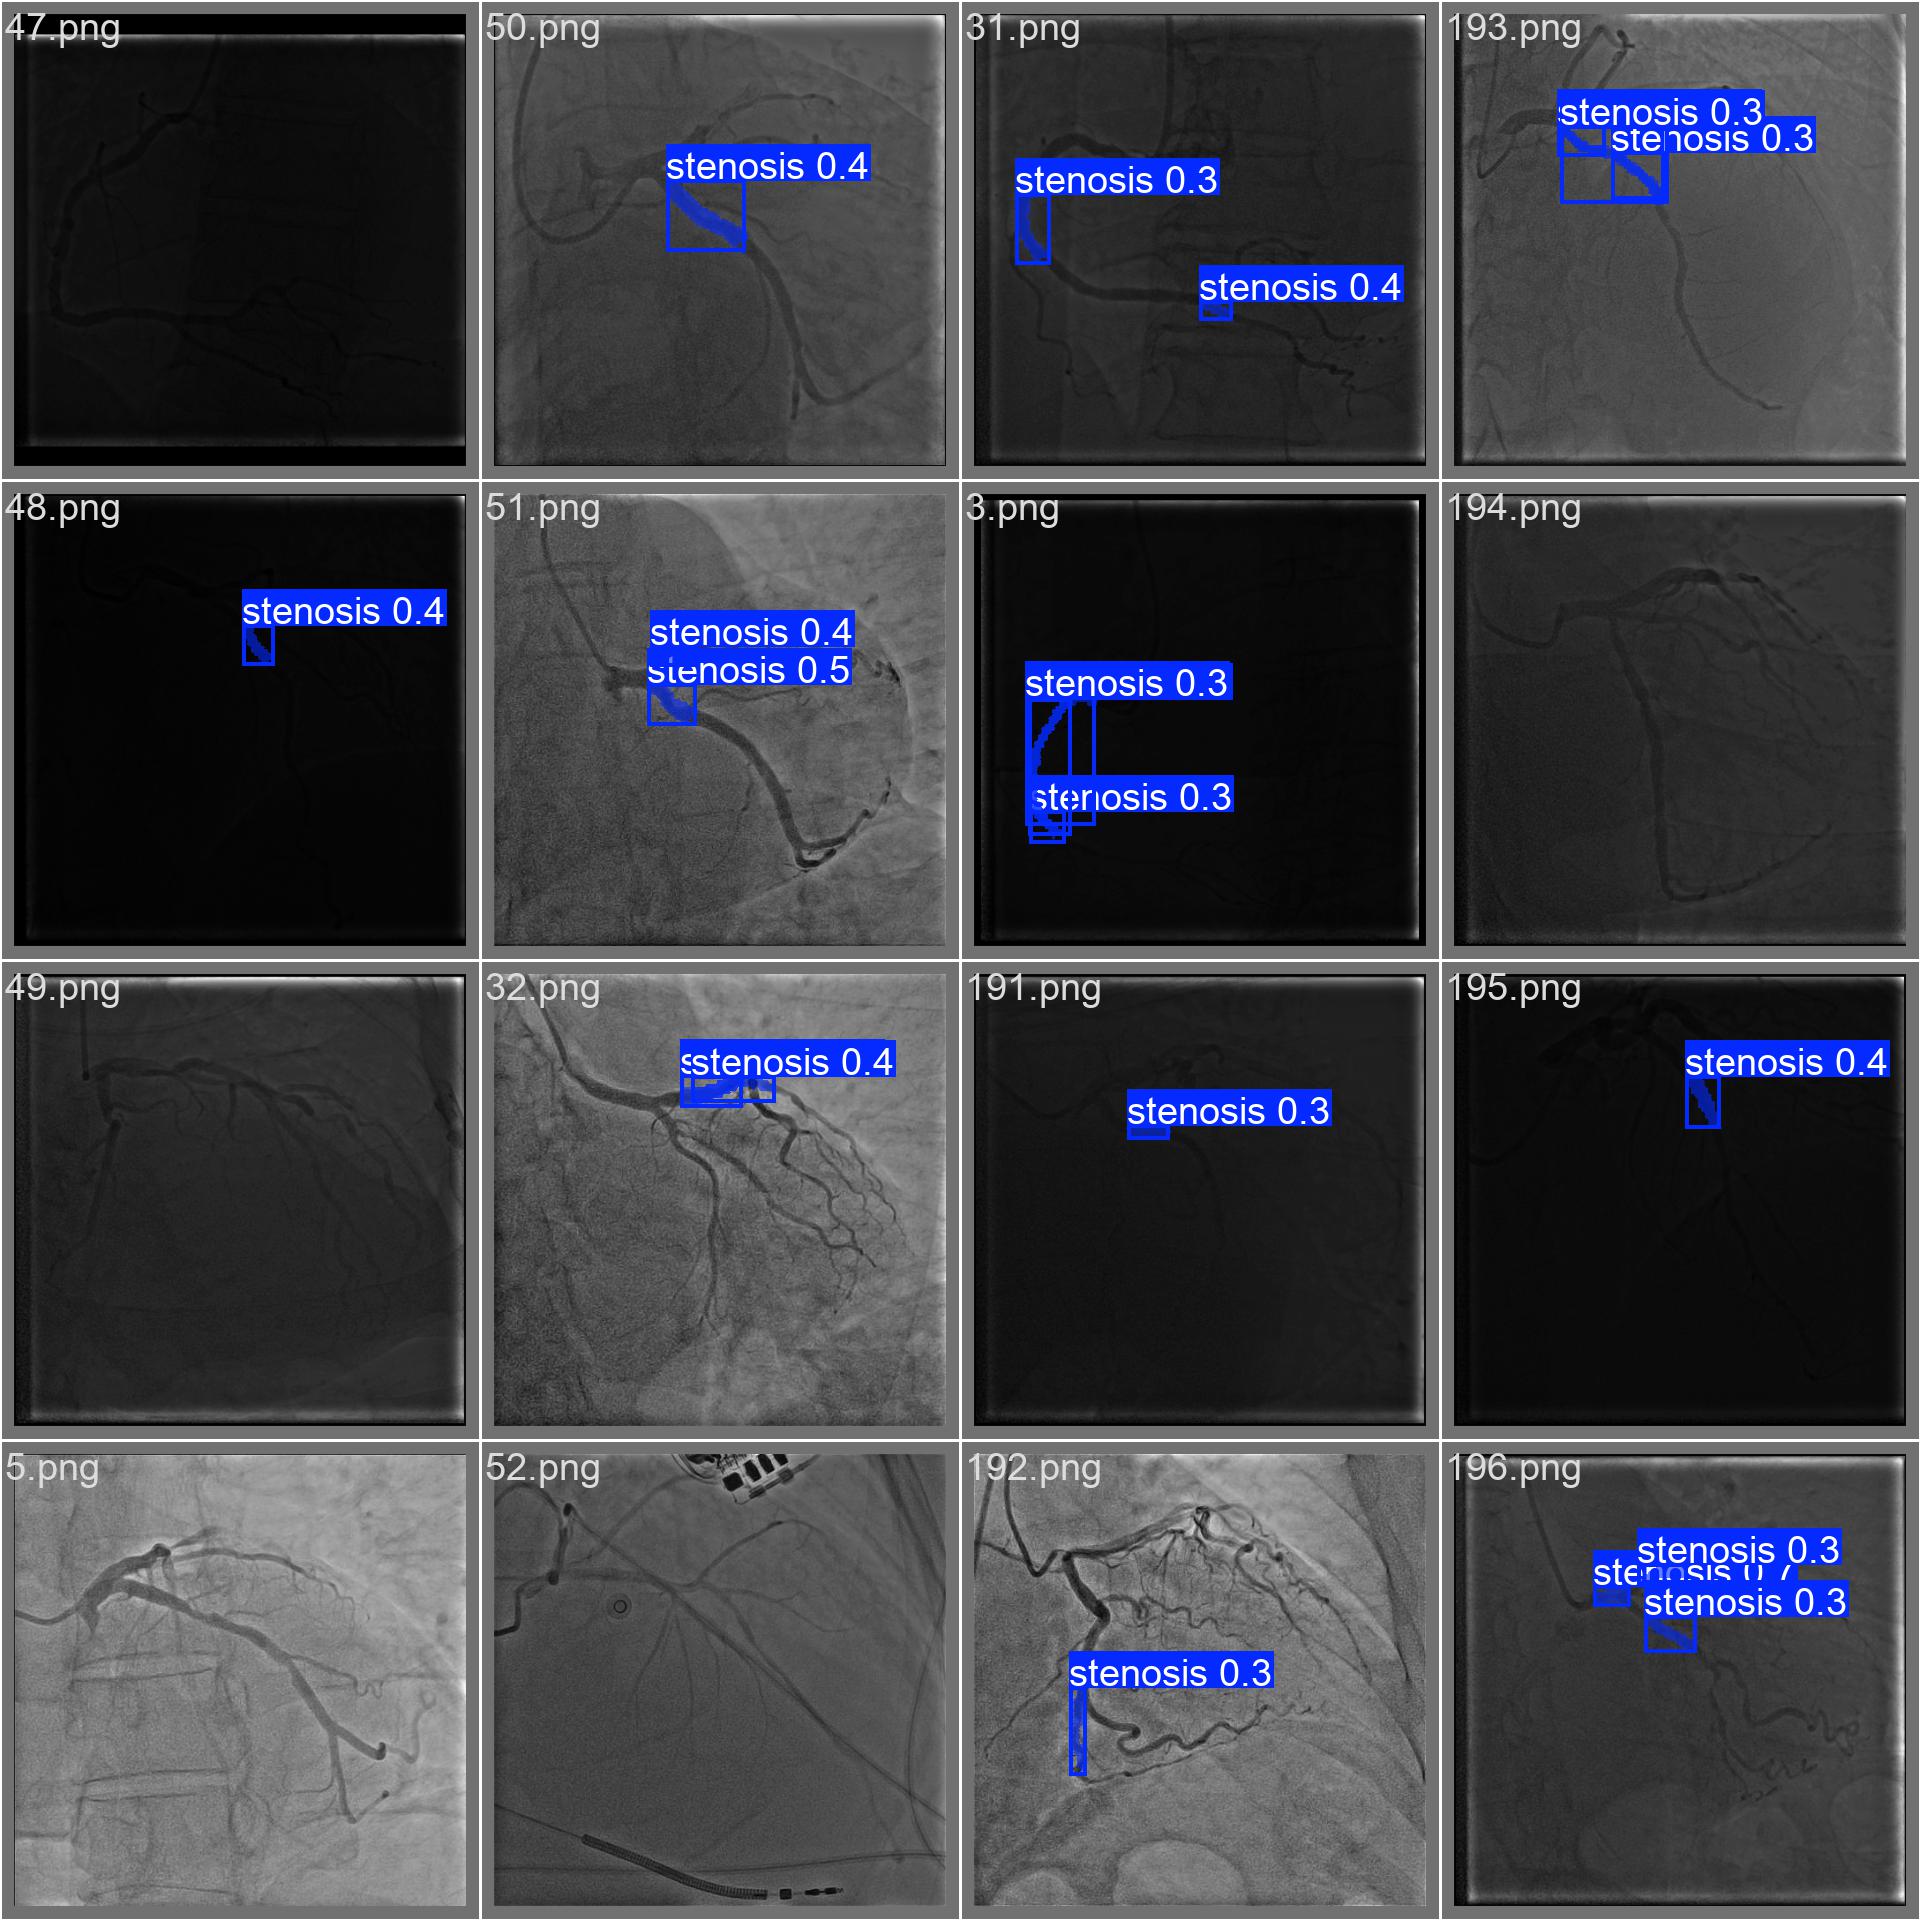 47.png
50.png
31.png
193.png
stenosis 0.4
stenosis 0.3
stenosis 0.4
stenosis 0.3
stenosis 0.3
48.png
51.png
3.png
194.png
stenosis 0.4
stenosis 0.4
stenosis 0.5
stenosis 0.3
stenosis 0.3
49.png
32.png
191.png
195.png
stenosis 0.4
stenosis 0.3
stenosis 0.4
5.png
52.png
192.png
196.png
stenosis 0.3
stenosis 0.3
stenosis 0.7
stenosis 0.3